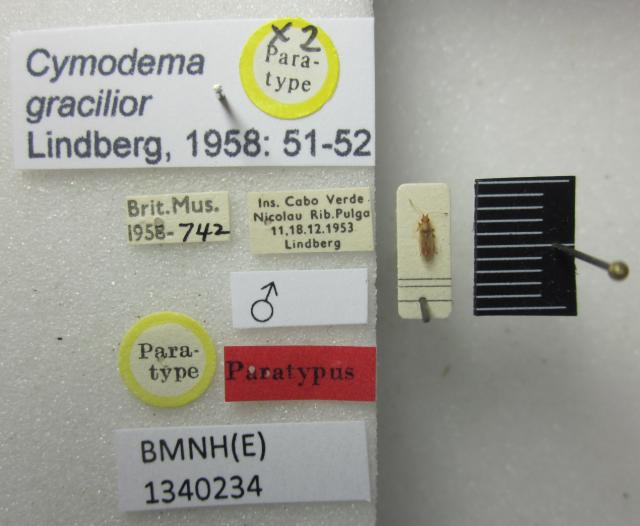 Cymodema
gracilior
Lindberg, 1958: 51-52
x2
Para-
type
Brit.Mus.
1958-742
Ins. Cabo Verde
Nicolau Rib.Pulga
11,18.12.1953
Lindberg
♂
Para-
type
Paratypus
BMNH(E)
1340234